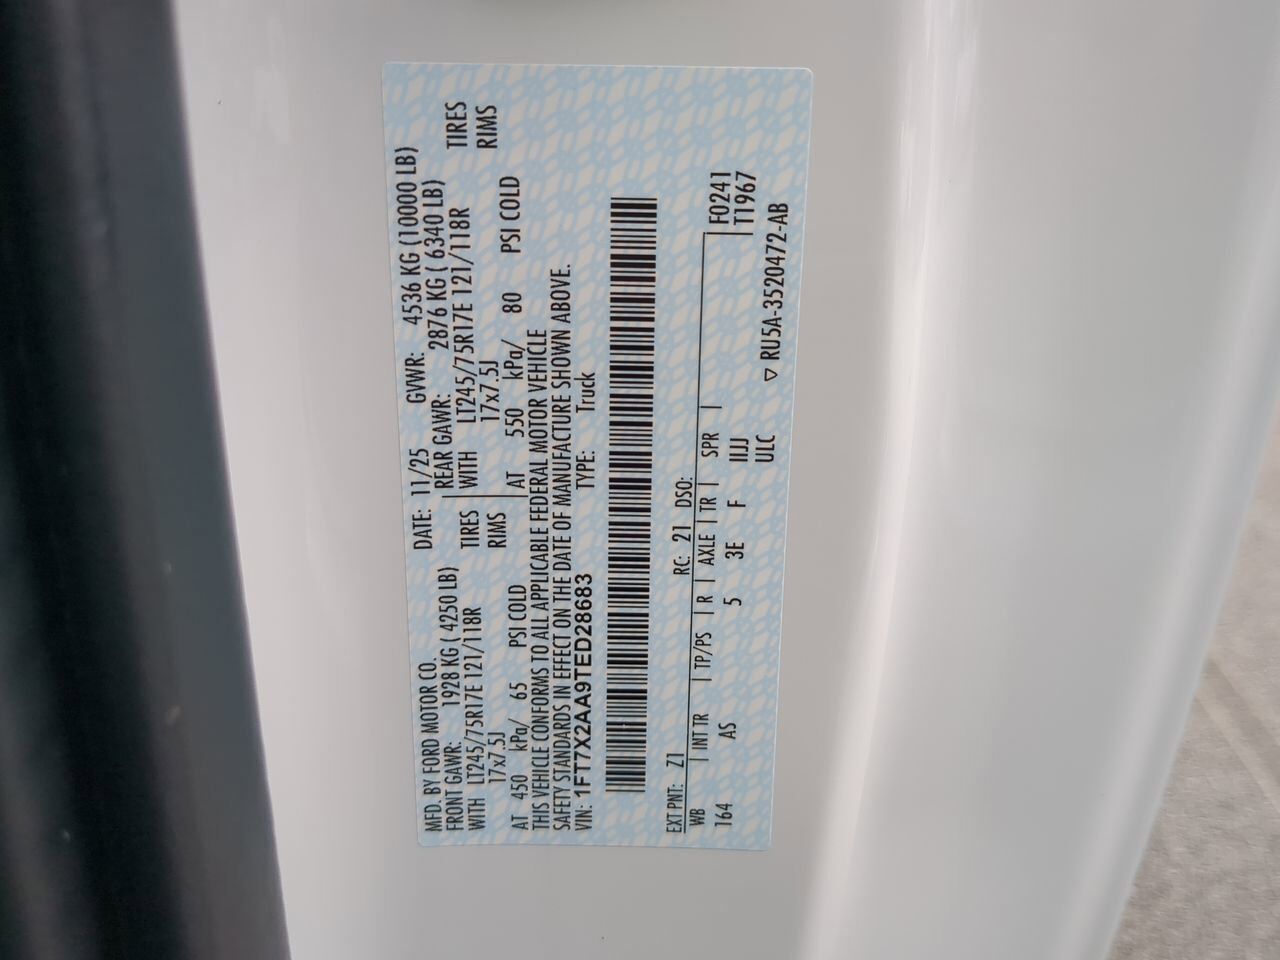 MFD. BY FORD MOTOR CO.
DATE: 11/25 GVWR: 4536 KG (10000 LB)
FRONT GAWR: 1928 KG ( 4250 LB) REAR GAWR: 2876 KG ( 6340 LB)
WITH LT245/75R17E 121/118R TIRES WITH LT245/75R17E 121/118R TIRES
17x7.5J RIMS 17x7.5J RIMS
AT 450 kPa/ 65 PSI COLD AT 550 kPa/ 80 PSI COLD
THIS VEHICLE CONFORMS TO ALL APPLICABLE FEDERAL MOTOR VEHICLE
SAFETY STANDARDS IN EFFECT ON THE DATE OF MANUFACTURE SHOWN ABOVE.
VIN: 1FT7X2AA9TED28683 TYPE: Truck
EXT PNT: Z1 RC: 21 DSO:
WB INT TR TP/PS R AXLE TR SPR F0241
164 AS 5 3E F IIJJ T1967
ULC
▽ RU5A-3520472-AB